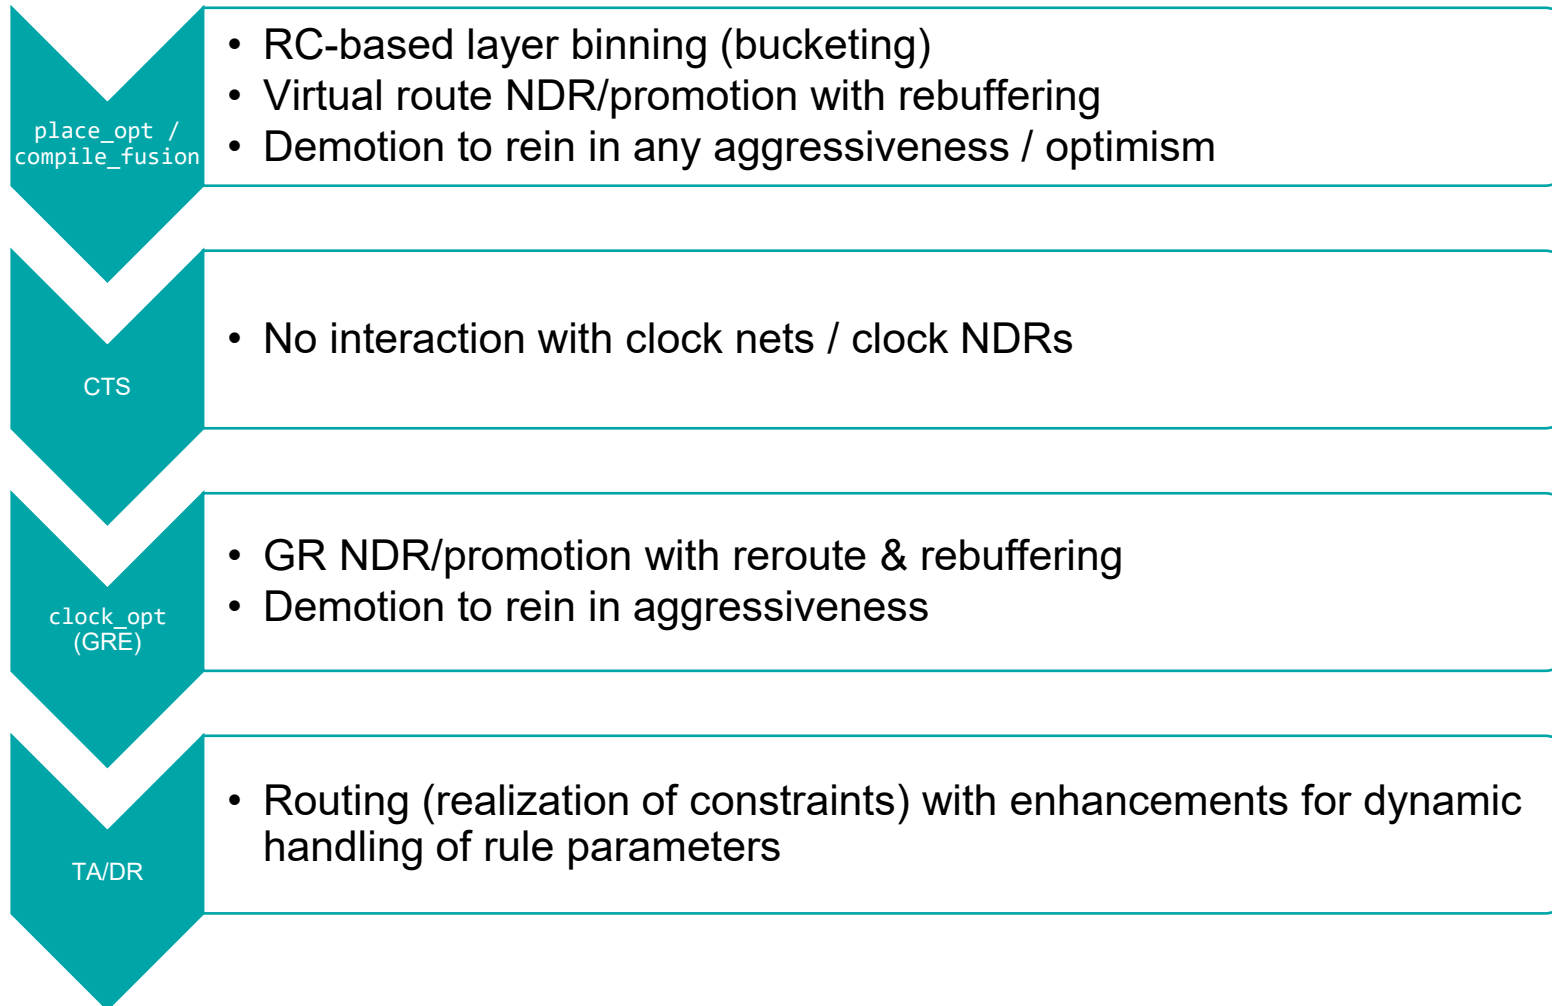 place_opt /
compile_fusion
• RC-based layer binning (bucketing)
• Virtual route NDR/promotion with rebuffering
• Demotion to rein in any aggressiveness / optimism
CTS
• No interaction with clock nets / clock NDRs
clock_opt
(GRE)
• GR NDR/promotion with reroute & rebuffering
• Demotion to rein in aggressiveness
TA/DR
• Routing (realization of constraints) with enhancements for dynamic
handling of rule parameters